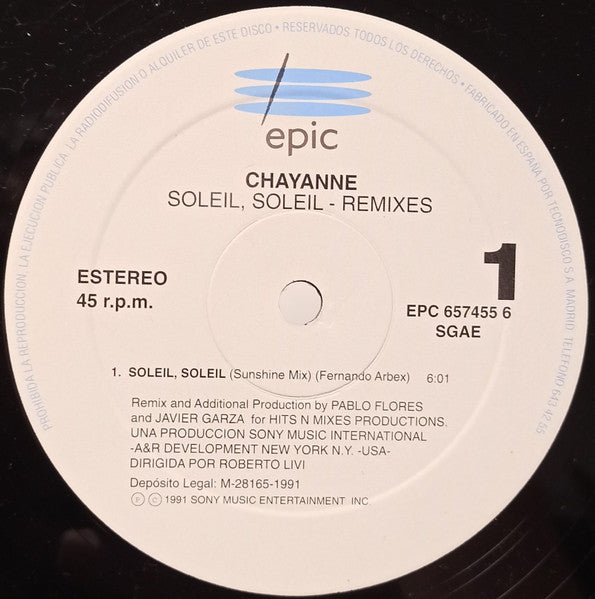 PROHIBIDA LA REPRODUCCION, LA EJECUCION PUBLICA, LA RADIODIFUSION O ALQUILER DE ESTE DISCO • RESERVADOS TODOS LOS DERECHOS • FABRICADO EN ESPAÑA POR TECNODISCO S.A. MADRID. TELEFONO 643 42 55
epic
CHAYANNE
SOLEIL, SOLEIL - REMIXES
ESTEREO
45 r.p.m.
1
EPC 657455 6
SGAE
1. SOLEIL, SOLEIL (Sunshine Mix) (Fernando Arbex) 6:01
Remix and Additional Production by PABLO FLORES
and JAVIER GARZA for HITS N MIXES PRODUCTIONS.
UNA PRODUCCION SONY MUSIC INTERNATIONAL
-A&R DEVELOPMENT NEW YORK N.Y. -USA-
DIRIGIDA POR ROBERTO LIVI
Depósito Legal: M-28165-1991
Ⓟ Ⓒ 1991 SONY MUSIC ENTERTAINMENT INC.